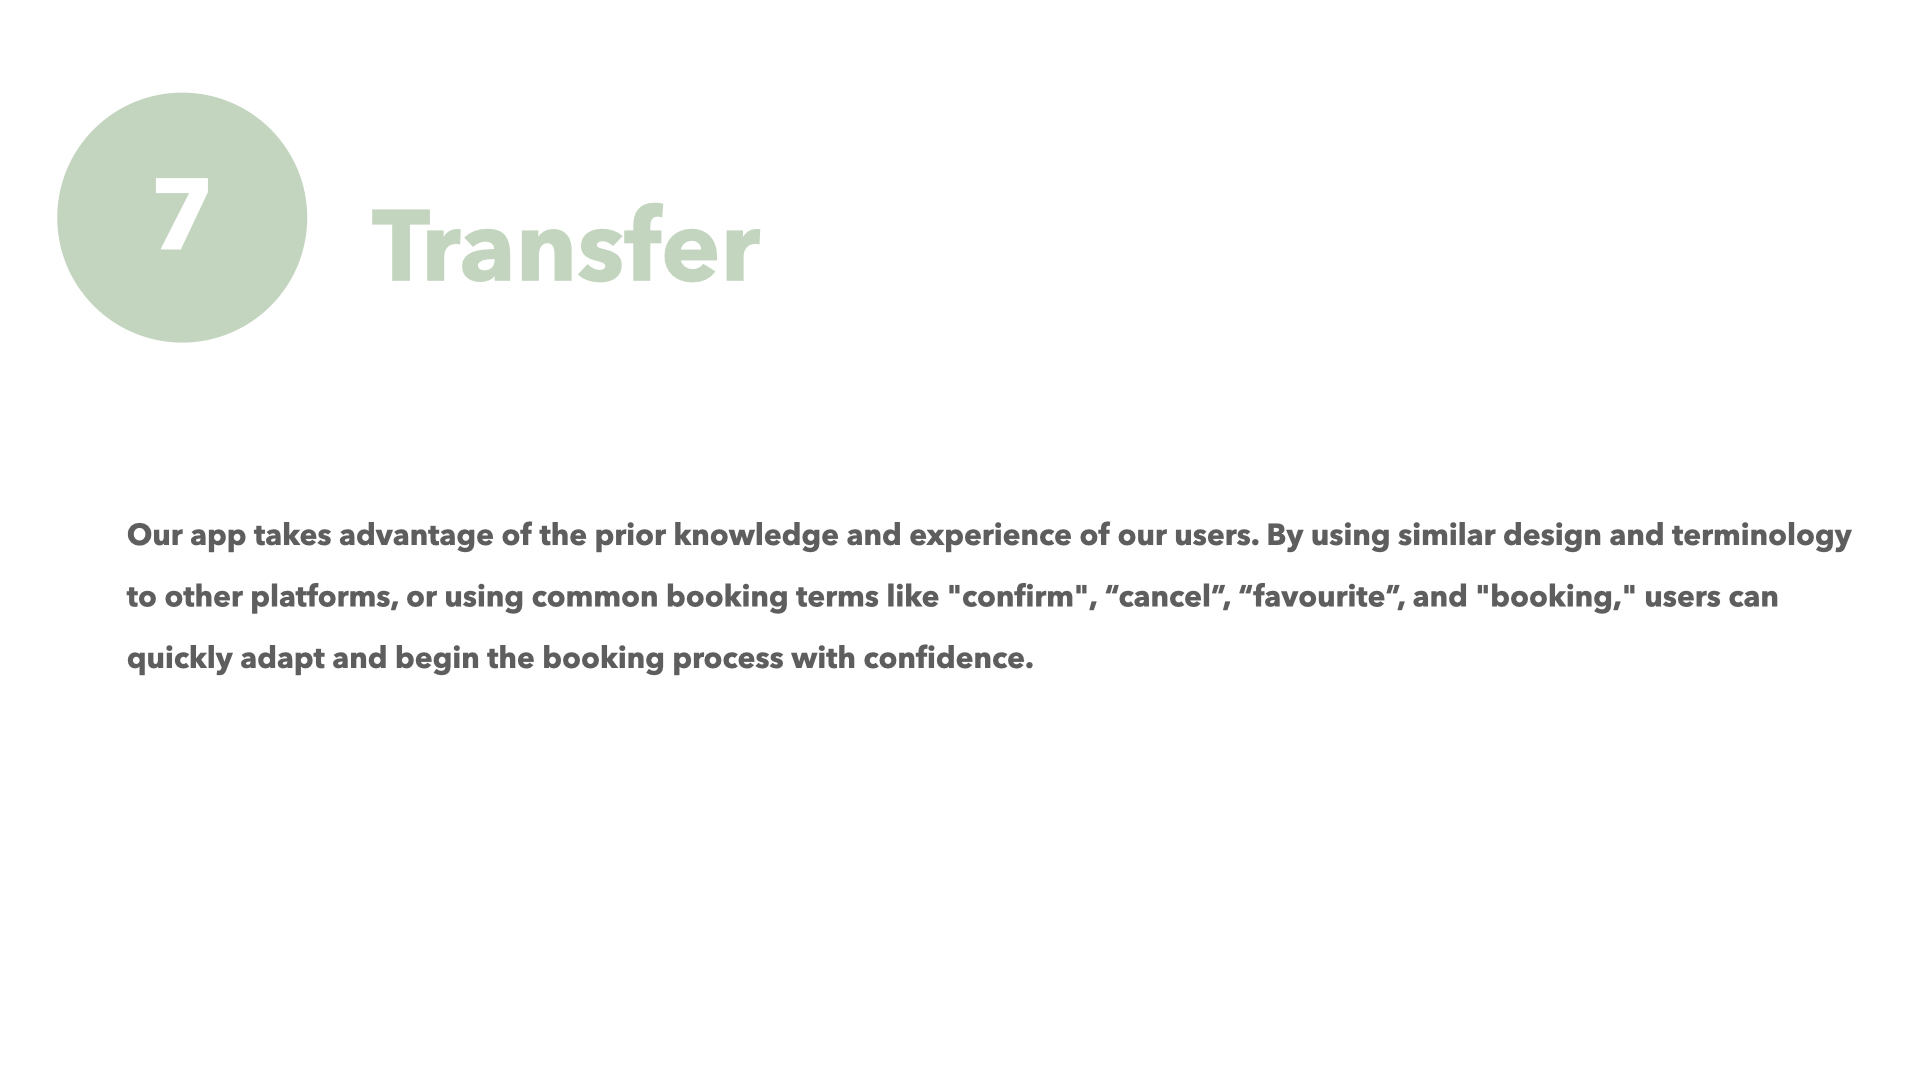 7
Transfer
Our app takes advantage of the prior knowledge and experience of our users. By using similar design and terminology
to other platforms, or using common booking terms like "confirm", “cancel”, “favourite”, and "booking," users can
quickly adapt and begin the booking process with confidence.